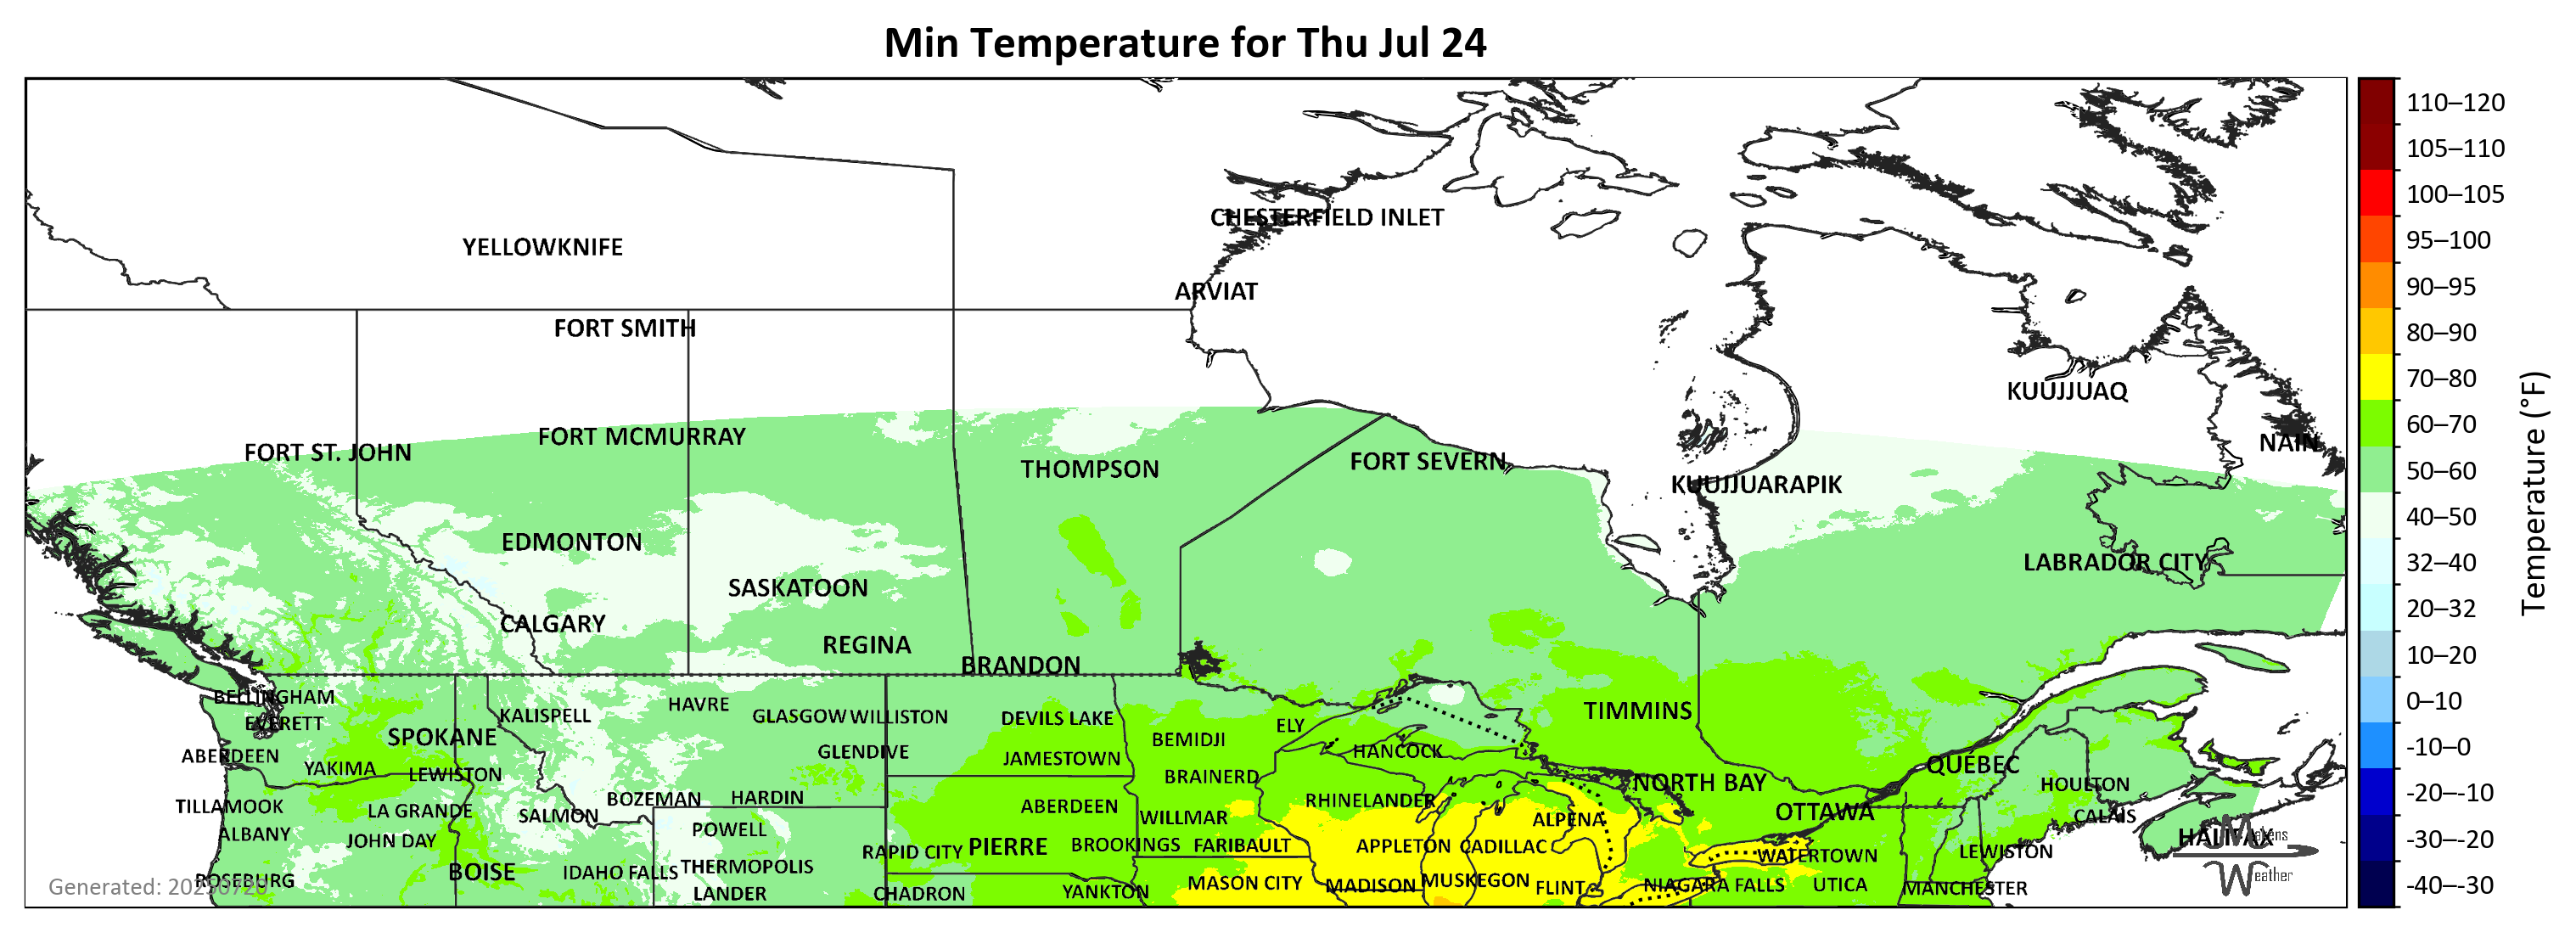 Min Temperature for Thu Jul 24
110–120
105–110
CHESTERFIELD INLET
100–105
YELLOWKNIFE
95–100
ARVIAT
90–95
FORT SMITH
80–90
KUUJJUAQ
70–80
FORT MCMURRAY
60–70
FORT ST. JOHN
NAIN
THOMPSON
FORT SEVERN
50–60
KUUJJUARAPIK
EDMONTON
40–50
LABRADOR CITY
32–40
SASKATOON
20–32
CALGARY
REGINA
BRANDON
10–20
BELLINGHAM
HAVRE
0–10
EVERETT
KALISPELL
GLASGOW
WILLISTON
DEVILS LAKE
ELY
TIMMINS
SPOKANE
BEMIDJI
-10–0
ABERDEEN
GLENDIVE
JAMESTOWN
HANCOCK
YAKIMA
LEWISTON
BRAINERD
NORTH BAY
QUEBEC
HOULTON
-20–-10
TILLAMOOK
LA GRANDE
SALMON
BOZEMAN
HARDIN
ABERDEEN
WILLMAR
RHINELANDER
ALPENA
OTTAWA
CALAIS
ALBANY
JOHN DAY
POWELL
RAPID CITY
PIERRE
BROOKINGS
FARIBAULT
APPLETON
CADILLAC
WATERTOWN
LEWISTON
HALIFAX
Makens
Weather
-30–-20
ROSEBURG
BOISE
IDAHO FALLS
THERMOPOLIS
LANDER
CHADRON
YANKTON
MASON CITY
MADISON
MUSKEGON
FLINT
NIAGARA FALLS
UTICA
MANCHESTER
-40–-30
Generated: 20250720
Temperature (°F)